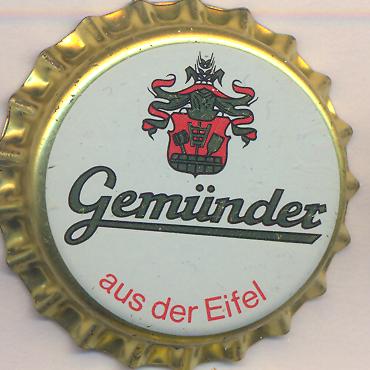 Gemünder
aus der Eifel